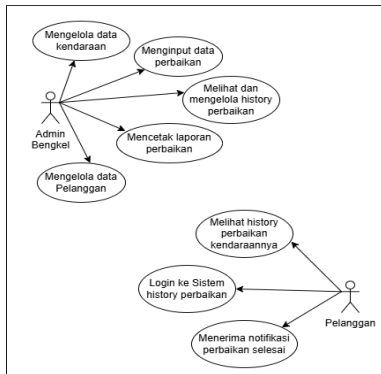 Mengelola data
kendaraan
Menginput data
perbaikan
Melihat dan
mengelola history
perbaikan
Admin
Bengkel
Mencetak laporan
perbaikan
Mengelola data
Pelanggan
Melihat history
perbaikan
kendaraannya
Login ke Sistem
history perbaikan
Pelanggan
Menerima notifikasi
perbaikan selesai